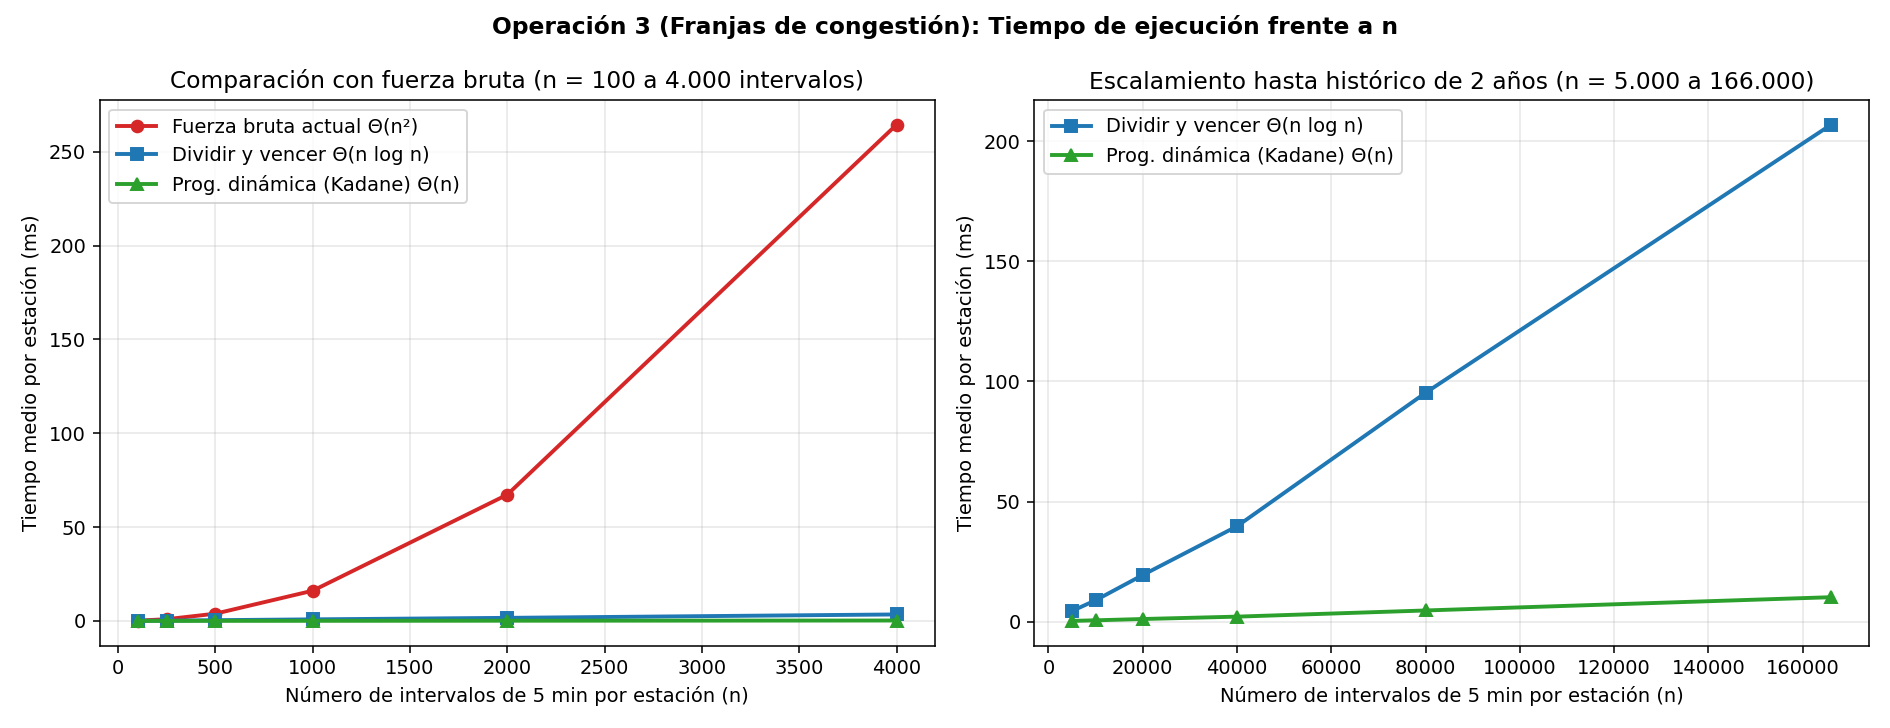 Operación 3 (Franjas de congestión): Tiempo de ejecución frente a n
Comparación con fuerza bruta (n = 100 a 4.000 intervalos)
Fuerza bruta actual Θ(n²)
Dividir y vencer Θ(n log n)
Prog. dinámica (Kadane) Θ(n)
Tiempo medio por estación (ms)
250
200
150
100
50
0
0 500 1000 1500 2000 2500 3000 3500 4000
Número de intervalos de 5 min por estación (n)
Escalamiento hasta histórico de 2 años (n = 5.000 a 166.000)
Dividir y vencer Θ(n log n)
Prog. dinámica (Kadane) Θ(n)
Tiempo medio por estación (ms)
200
150
100
50
0
0 20000 40000 60000 80000 100000 120000 140000 160000
Número de intervalos de 5 min por estación (n)